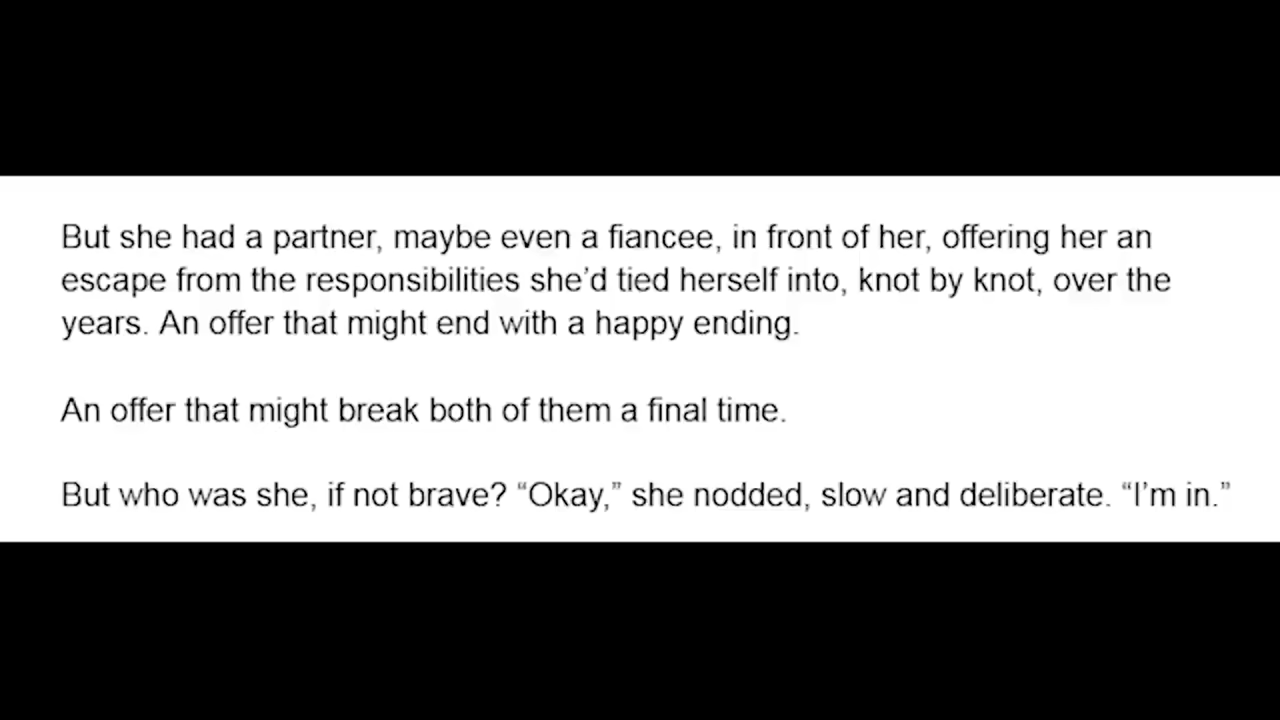 But she had a partner, maybe even a fiancee, in front of her, offering her an
escape from the responsibilities she’d tied herself into, knot by knot, over the
years. An offer that might end with a happy ending.
An offer that might break both of them a final time.
But who was she, if not brave? “Okay,” she nodded, slow and deliberate. “I’m in.”